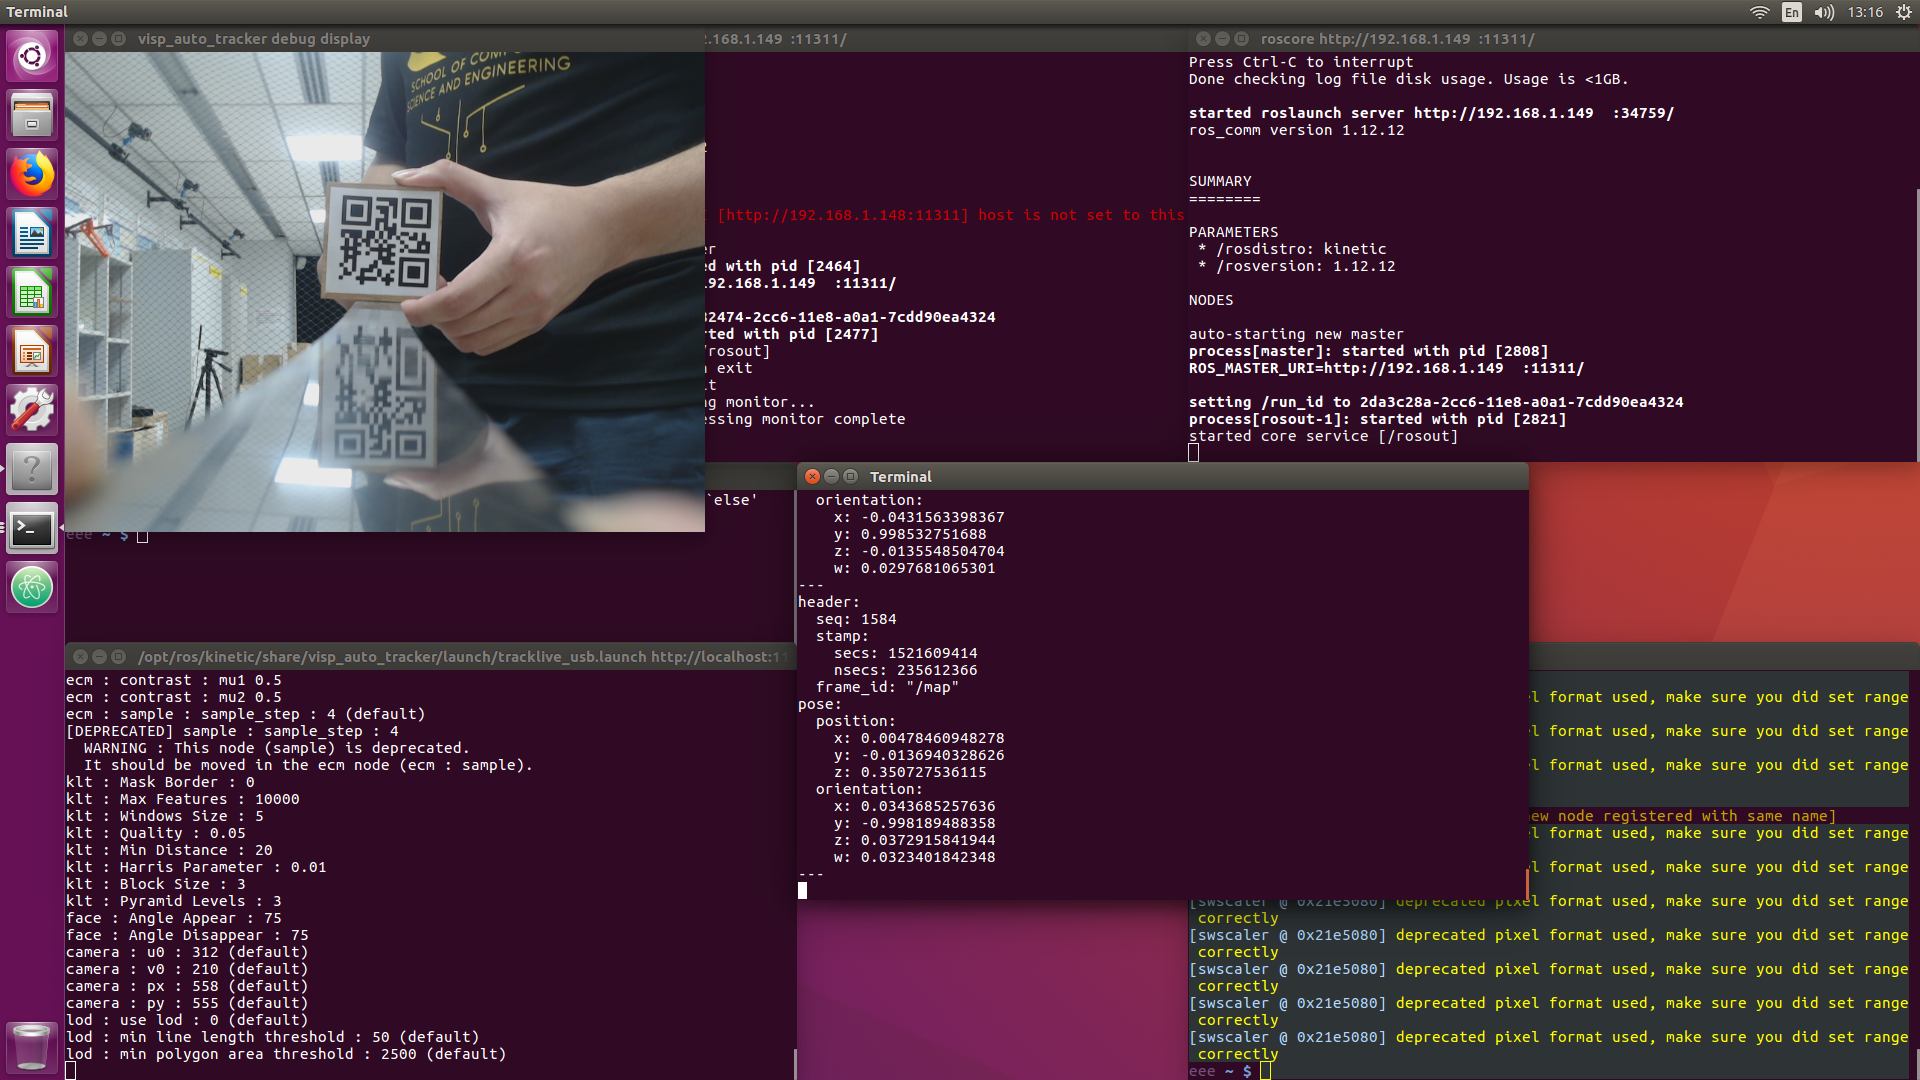 Terminal
En
13:16
visp_auto_tracker debug display
SCHOOL OF COM
SCIENCE AND ENGINEERING
.168.1.149 :11311/
[http://192.168.1.148:11311] host is not set to this
d with pid [2464]
.92.168.1.149 :11311/
32474-2cc6-11e8-a0a1-7cdd90ea4324
rted with pid [2477]
/rosout]
exit
ng monitor...
essing monitor complete
roscore http://192.168.1.149 :11311/
Press Ctrl-C to interrupt
Done checking log file disk usage. Usage is <1GB.
started roslaunch server http://192.168.1.149 :34759/
ros_comm version 1.12.12
SUMMARY
========
PARAMETERS
* /rosdistro: kinetic
* /rosversion: 1.12.12
NODES
auto-starting new master
process[master]: started with pid [2808]
ROS_MASTER_URI=http://192.168.1.149 :11311/
setting /run_id to 2da3c28a-2cc6-11e8-a0a1-7cdd90ea4324
process[rosout-1]: started with pid [2821]
started core service [/rosout]
`else'
eee ~ $
Terminal
orientation:
x: -0.0431563398367
y: 0.998532751688
z: -0.0135548504704
w: 0.0297681065301
---
header:
seq: 1584
stamp:
secs: 1521609414
nsecs: 235612366
frame_id: "/map"
pose:
position:
x: 0.00478460948278
y: -0.0136940328626
z: 0.350727536115
orientation:
x: 0.0343685257636
y: -0.998189488358
z: 0.0372915841944
w: 0.0323401842348
---
/opt/ros/kinetic/share/visp_auto_tracker/launch/tracklive_usb.launch http://localhost:11
ecm : contrast : mu1 0.5
ecm : contrast : mu2 0.5
ecm : sample : sample_step : 4 (default)
[DEPRECATED] sample : sample_step : 4
WARNING : This node (sample) is deprecated.
It should be moved in the ecm node (ecm : sample).
klt : Mask Border : 0
klt : Max Features : 10000
klt : Windows Size : 5
klt : Quality : 0.05
klt : Min Distance : 20
klt : Harris Parameter : 0.01
klt : Block Size : 3
klt : Pyramid Levels : 3
face : Angle Appear : 75
face : Angle Disappear : 75
camera : u0 : 312 (default)
camera : v0 : 210 (default)
camera : px : 558 (default)
camera : py : 555 (default)
lod : use lod : 0 (default)
lod : min line length threshold : 50 (default)
lod : min polygon area threshold : 2500 (default)
l format used, make sure you did set range
l format used, make sure you did set range
l format used, make sure you did set range
ew node registered with same name]
l format used, make sure you did set range
l format used, make sure you did set range
[swscaler @ 0x21e5080] deprecated pixel format used, make sure you did set range
correctly
[swscaler @ 0x21e5080] deprecated pixel format used, make sure you did set range
correctly
[swscaler @ 0x21e5080] deprecated pixel format used, make sure you did set range
correctly
[swscaler @ 0x21e5080] deprecated pixel format used, make sure you did set range
correctly
[swscaler @ 0x21e5080] deprecated pixel format used, make sure you did set range
correctly
eee ~ $